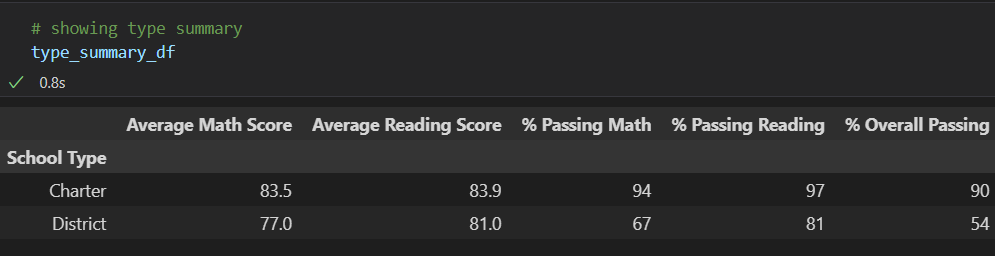 # showing type summary
type_summary_df
0.8s
Average Math Score Average Reading Score % Passing Math % Passing Reading % Overall Passing
School Type
Charter 83.5 83.9 94 97 90
District 77.0 81.0 67 81 54